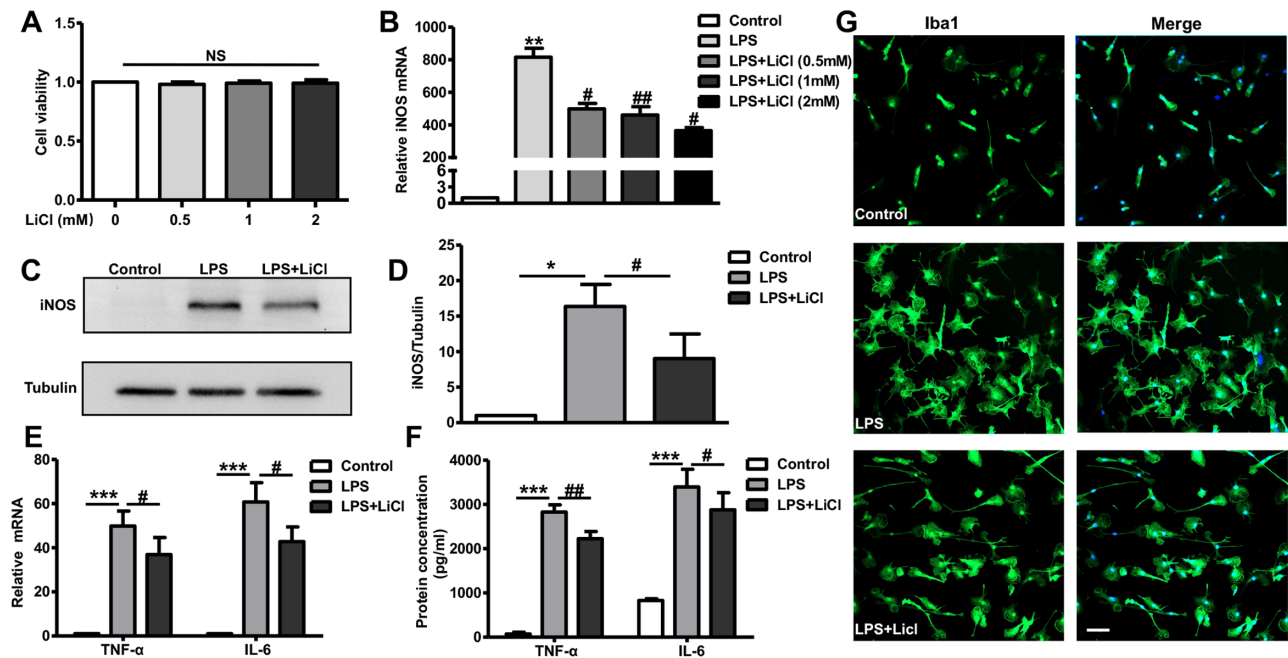 A
Cell viability
1.5
1.0
0.5
0.0
NS
LiCl (mM)
0 0.5 1 2
B
Relative iNOS mRNA
1000
800
600
400
200
6
3
0
**
#
##
#
Control
LPS
LPS+LiCl (0.5mM)
LPS+LiCl (1mM)
LPS+LiCl (2mM)
C
Control LPS LPS+LiCl
iNOS
Tubulin
D
iNOS/Tubulin
25
20
15
10
5
0
*
#
Control
LPS
LPS+LiCl
E
Relative mRNA
80
60
40
20
0
***
#
***
#
TNF-α IL-6
Control
LPS
LPS+LiCl
F
Protein concentration
(pg/ml)
4000
3000
2000
1000
0
***
##
***
#
TNF-α IL-6
Control
LPS
LPS+LiCl
G
Iba1 Merge
Control
LPS
LPS+Licl